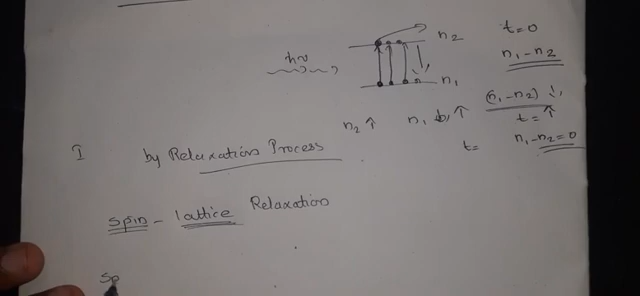 n2 t=0
hν n1-n2
n1
(n1-n2) ↓
n2 ↑ n1 ↓ ↑ t=↑
I by Relaxation Process t= n1-n2=0
Spin - lattice Relaxation
Sp